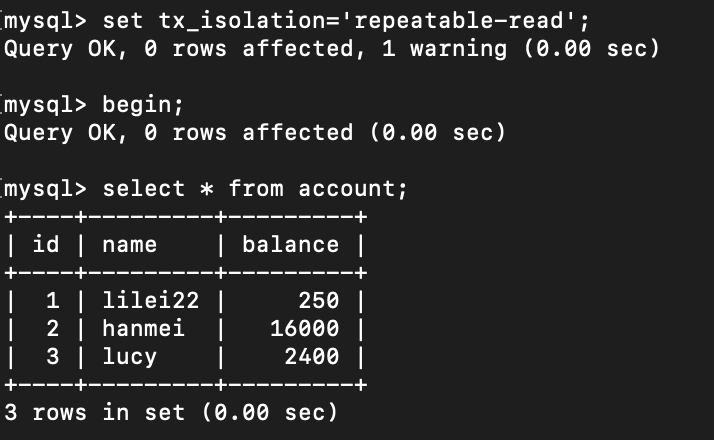 [mysql> set tx_isolation='repeatable-read';
Query OK, 0 rows affected, 1 warning (0.00 sec)
[mysql> begin;
Query OK, 0 rows affected (0.00 sec)
[mysql> select * from account;
+----+---------+---------+
| id | name    | balance |
+----+---------+---------+
|  1 | lilei22 |     250 |
|  2 | hanmei  |   16000 |
|  3 | lucy    |    2400 |
+----+---------+---------+
3 rows in set (0.00 sec)